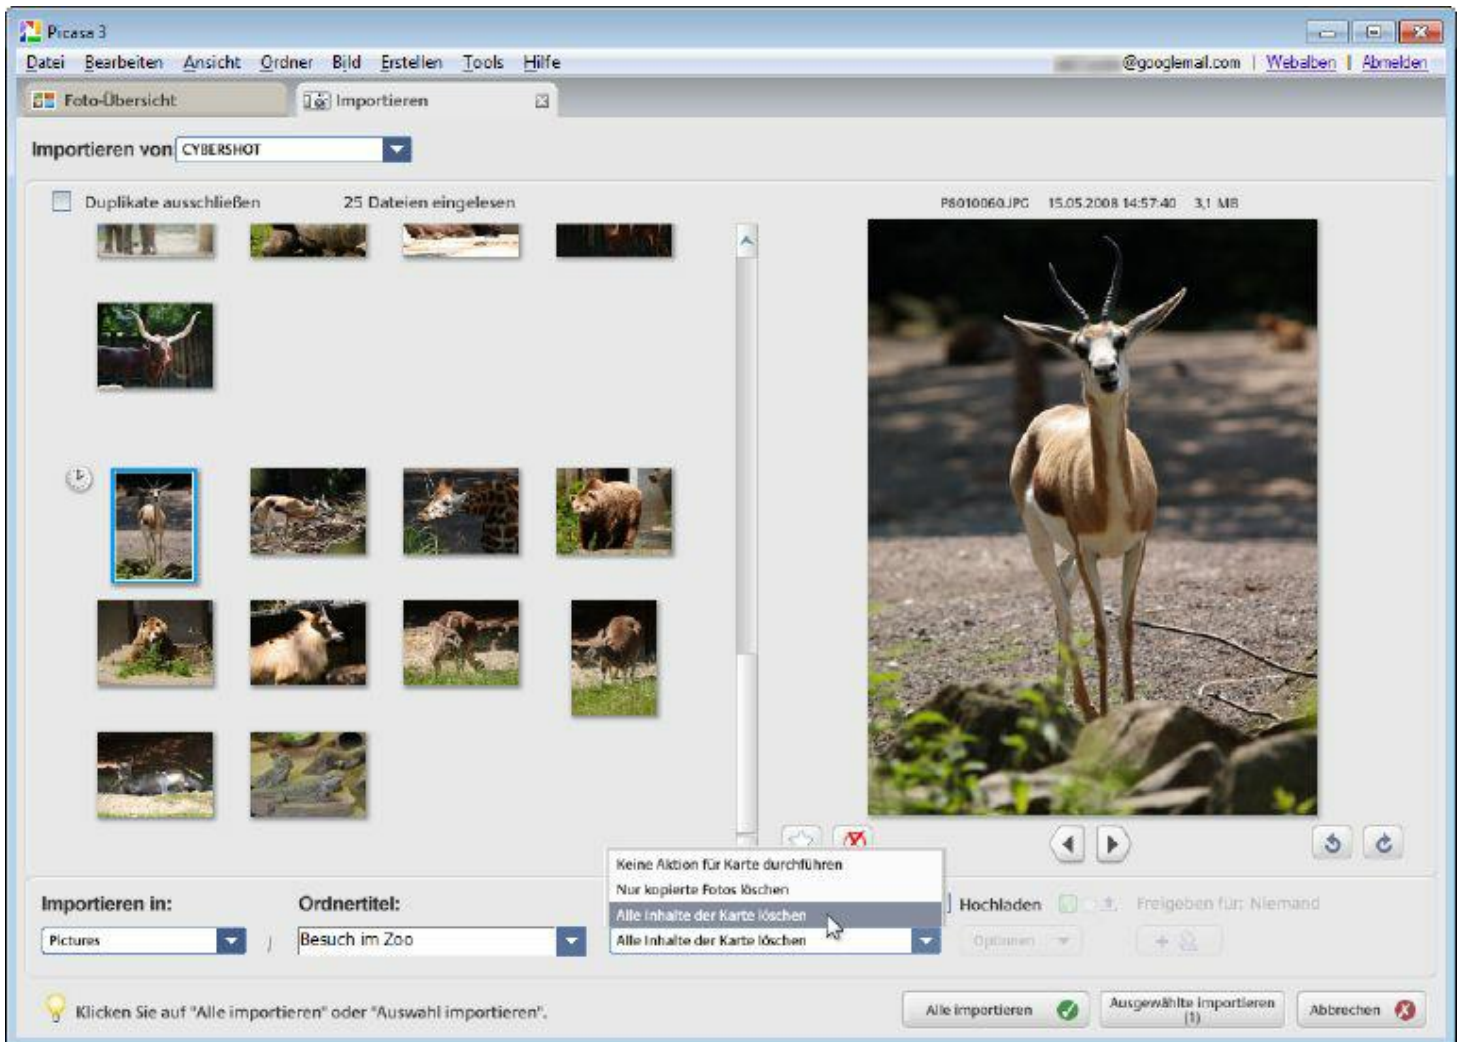 Picasa 3
Datei Bearbeiten Ansicht Ordner Bild Erstellen Tools Hilfe
@googlemail.com | Webalben | Abmelden
Foto-Übersicht
Importieren
Importieren von CYBERSHOT
Duplikate ausschließen 25 Dateien eingelesen
P8010060.JPG 15.05.2008 14:57:40 3,1 MB
Keine Aktion für Karte durchführen
Nur kopierte Fotos löschen
Alle Inhalte der Karte löschen
Importieren in: Ordnertitel:
Hochladen Freigeben für: Niemand
Pictures / Besuch im Zoo Alle Inhalte der Karte löschen Optionen
Klicken Sie auf "Alle importieren" oder "Auswahl importieren".
Alle importieren
Ausgewählte importieren
(1)
Abbrechen